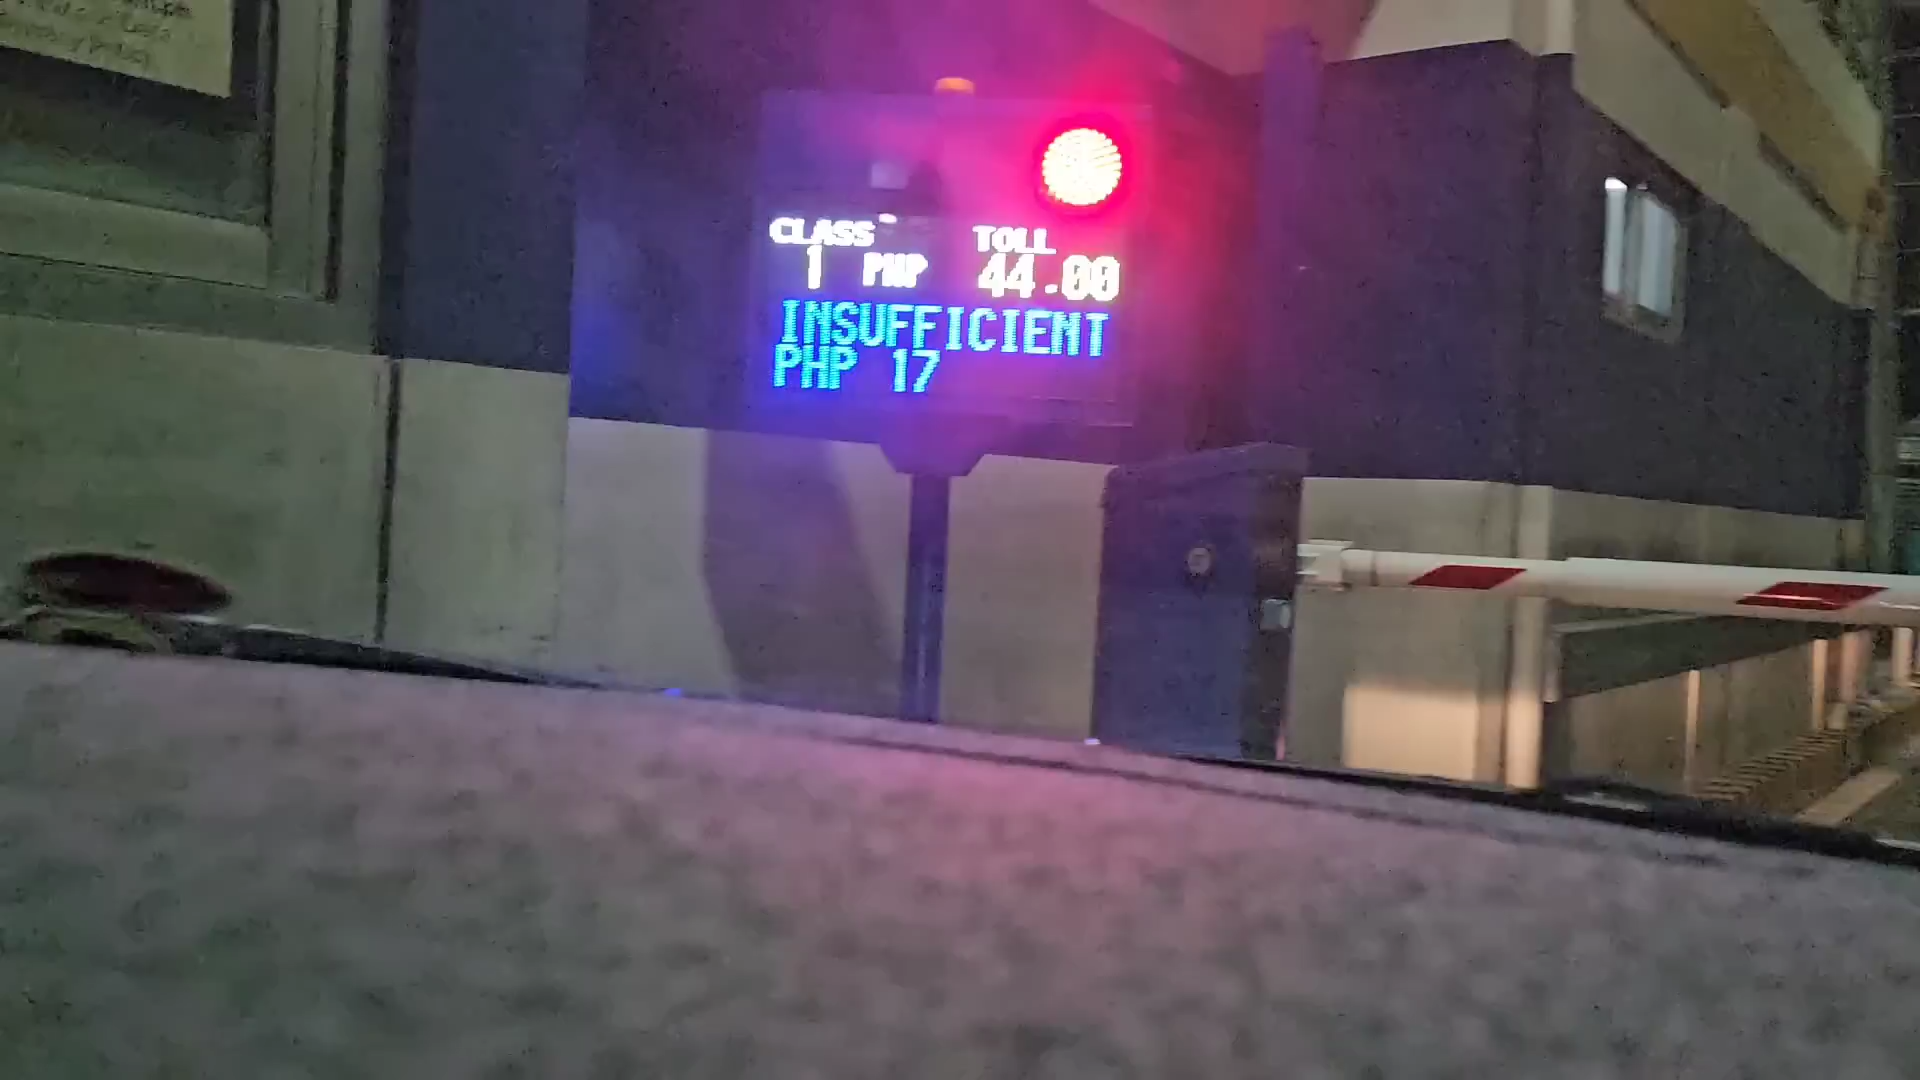 CLASS TOLL
1 PHP 44.00
INSUFFICIENT
PHP 17